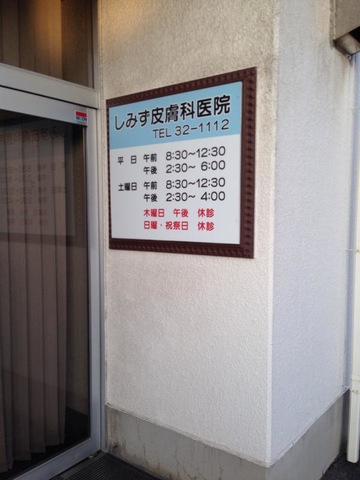 しみず皮膚科医院
TEL 32-1112
平日 午前 8:30〜12:30
午後 2:30〜6:00
土曜日 午前 8:30〜12:30
午後 2:30〜4:00
木曜日 午後 休診
日曜・祝祭日 休診